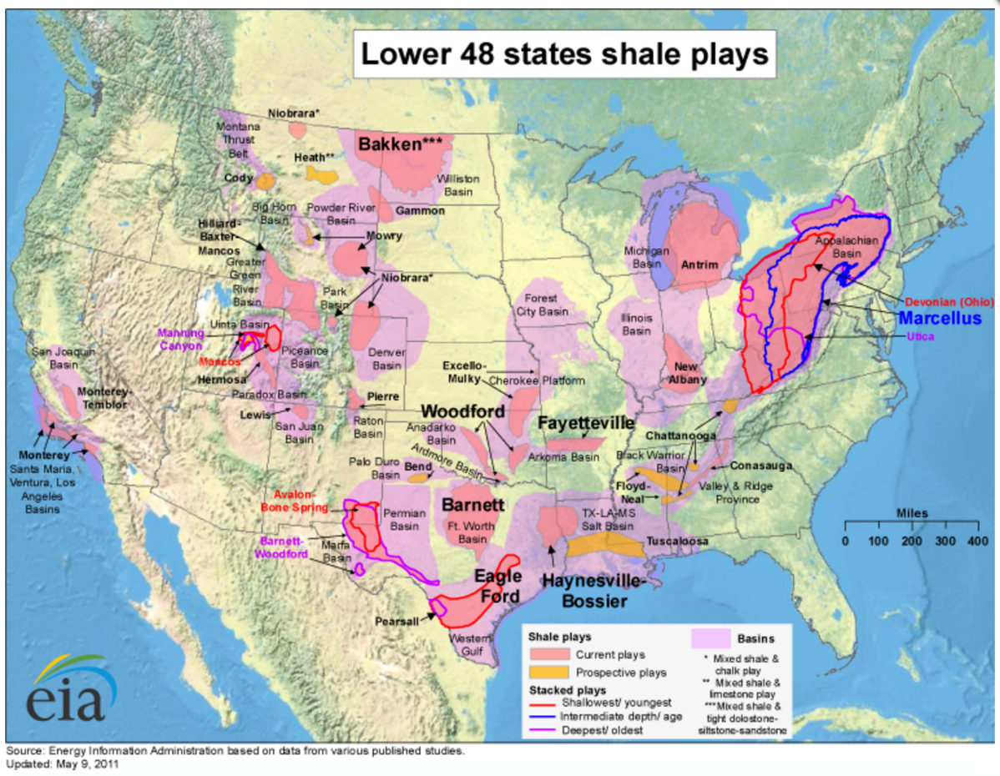 Lower 48 states shale plays
Niobrara*
Montana
Thrust
Belt
Bakken***
Heath**
Cody
Williston
Basin
Big Horn
Basin
Powder River
Basin
Gammon
Hilliard-
Baxter-
Mancos
Mowry
Greater
Green
River
Basin
Niobrara*
Park
Basin
Michigan
Basin
Antrim
Appalachian
Basin
Devonian (Ohio)
Marcellus
Utica
Forest
City Basin
Illinois
Basin
Uinta Basin
Manning
Canyon
Mancos
Piceance
Basin
Denver
Basin
Hermosa
San Joaquin
Basin
Monterey-
Temblor
Paradox Basin
Pierre
Lewis
San Juan
Basin
Raton
Basin
Excello-
Mulky
Cherokee Platform
New
Albany
Woodford
Anadarko
Basin
Fayetteville
Chattanooga
Ardmore Basin
Arkoma Basin
Black Warrior
Basin
Conasauga
Monterey
Santa Maria,
Ventura, Los
Angeles
Basins
Palo Duro
Basin
Bend
Floyd-
Neal
Valley & Ridge
Province
Avalon-
Bone Spring
Permian
Basin
Barnett
Ft. Worth
Basin
TX-LA-MS
Salt Basin
Tuscaloosa
Barnett-
Woodford
Marfa
Basin
Eagle
Ford
Haynesville-
Bossier
Pearsall
Western
Gulf
Miles
0 100 200 300 400
Shale plays
Current plays
Prospective plays
Stacked plays
Shallowest/ youngest
Intermediate depth/ age
Deepest/ oldest
Basins
* Mixed shale &
chalk play
** Mixed shale &
limestone play
***Mixed shale &
tight dolostone-
siltstone-sandstone
eia
Source: Energy Information Administration based on data from various published studies.
Updated: May 9, 2011